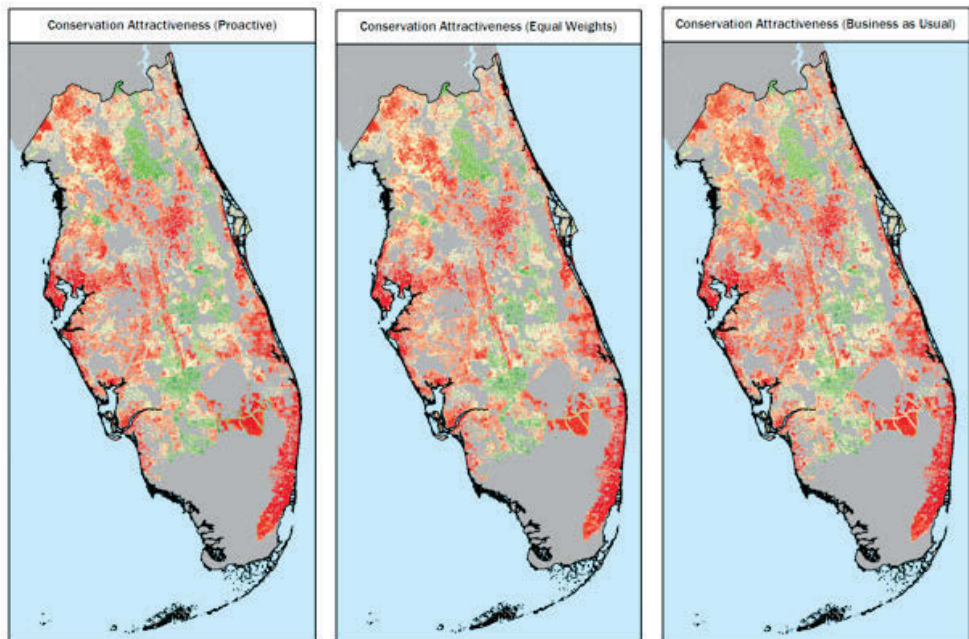 Conservation Attractiveness (Proactive)
Conservation Attractiveness (Equal Weights)
Conservation Attractiveness (Business as Usual)